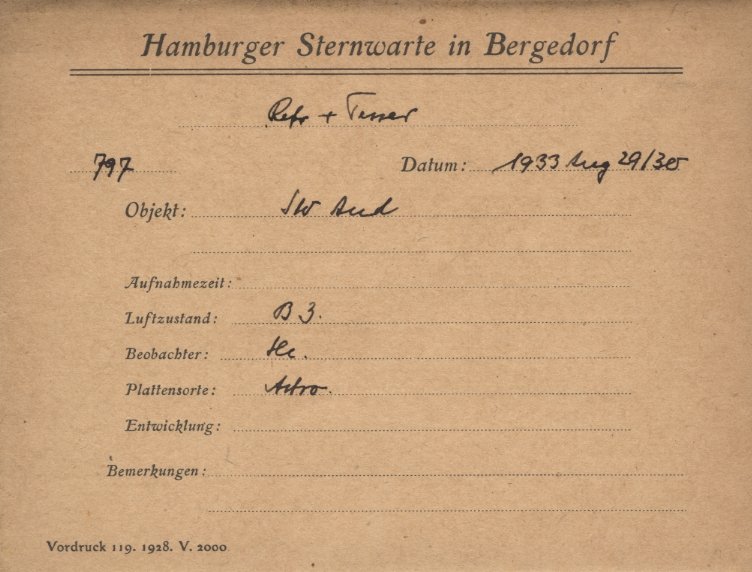 Hamburger Sternwarte in Bergedorf
Refr + Tesser
797 Datum: 1933 Aug 29/30
Objekt: SW And
Aufnahmezeit:
Luftzustand: B 3.
Beobachter:
Plattensorte: Astro.
Entwicklung:
Bemerkungen:
Vordruck 119. 1928. V. 2000